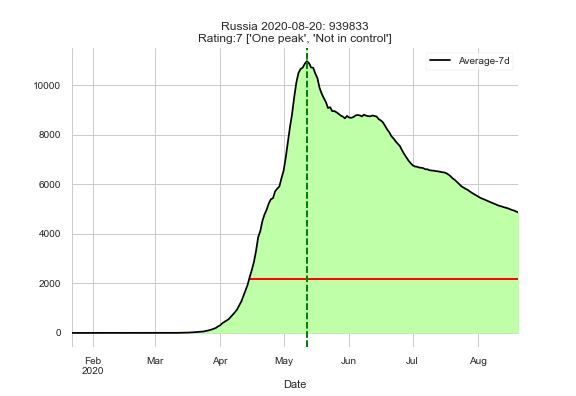 Russia 2020-08-20: 939833
Rating:7 ['One peak', 'Not in control']
Average-7d
10000
8000
6000
4000
2000
0
Feb Mar Apr May Jun Jul Aug
2020
Date